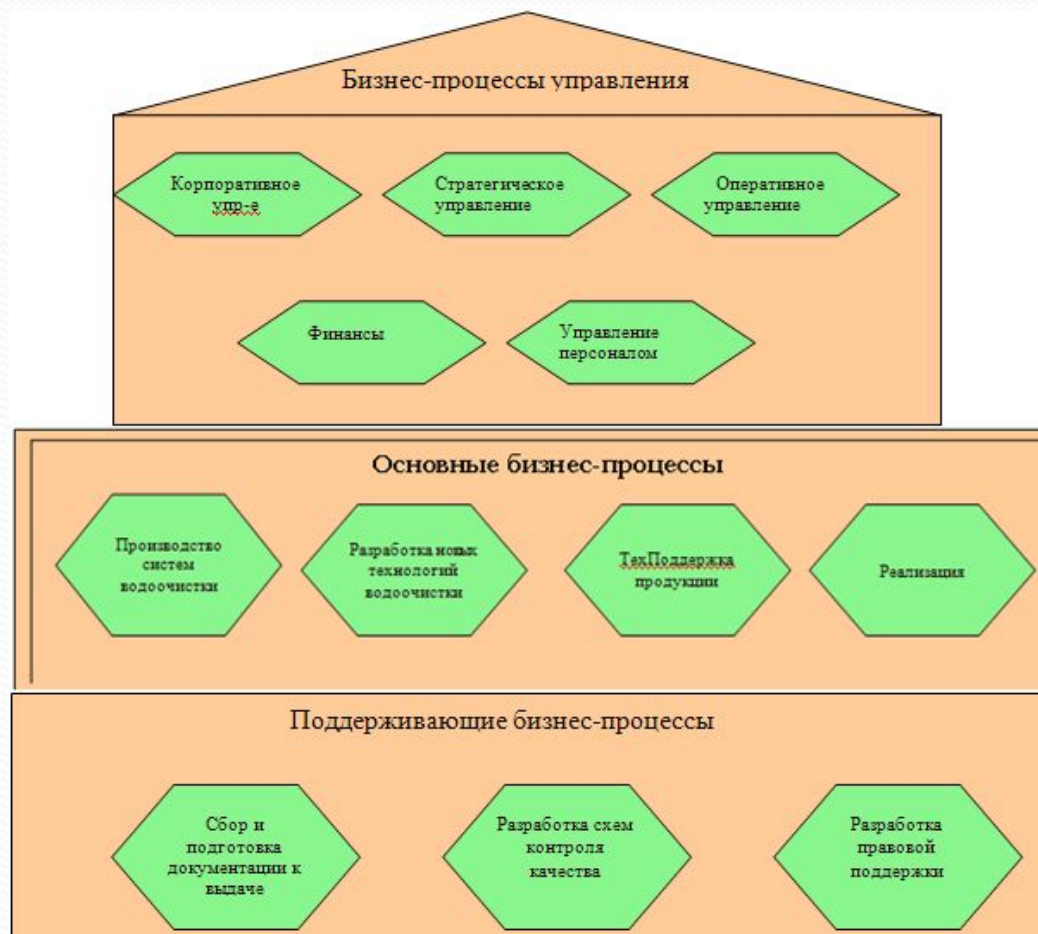 Бизнес-процессы управления
Корпоративное
упр-е
Стратегическое
управление
Оперативное
управление
Финансы
Управление
персоналом
Основные бизнес-процессы
Производство
систем
водоочистки
Разработка новых
технологий
водоочистки
ТехПоддержка
продукции
Реализация
Поддерживающие бизнес-процессы
Сбор и
подготовка
документации к
выдаче
Разработка схем
контроля
качества
Разработка
правовой
поддержки